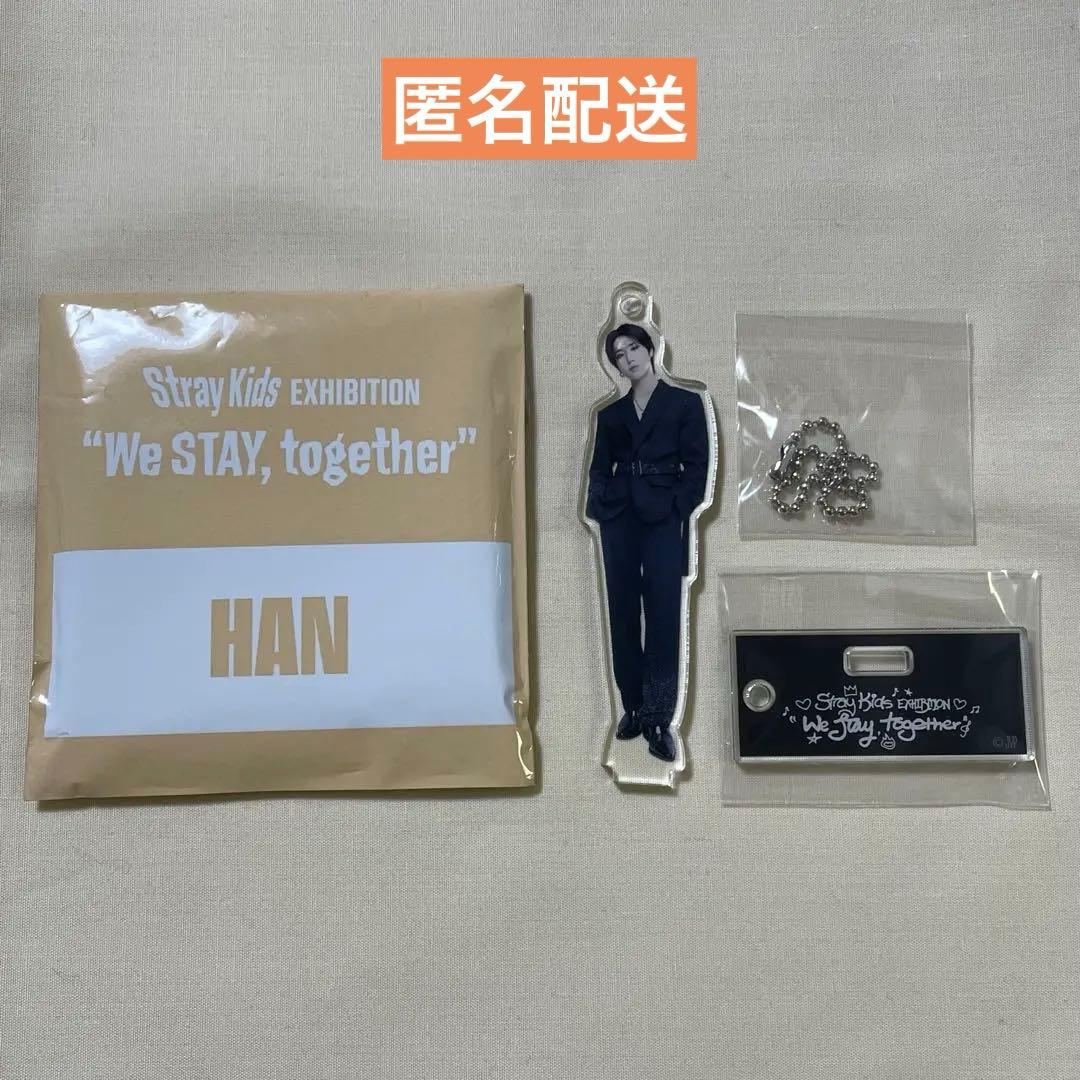 匿名配送
Stray Kids EXHIBITION
“We STAY, together”
HAN
Stray Kids EXHIBITION
"We Stay, together"